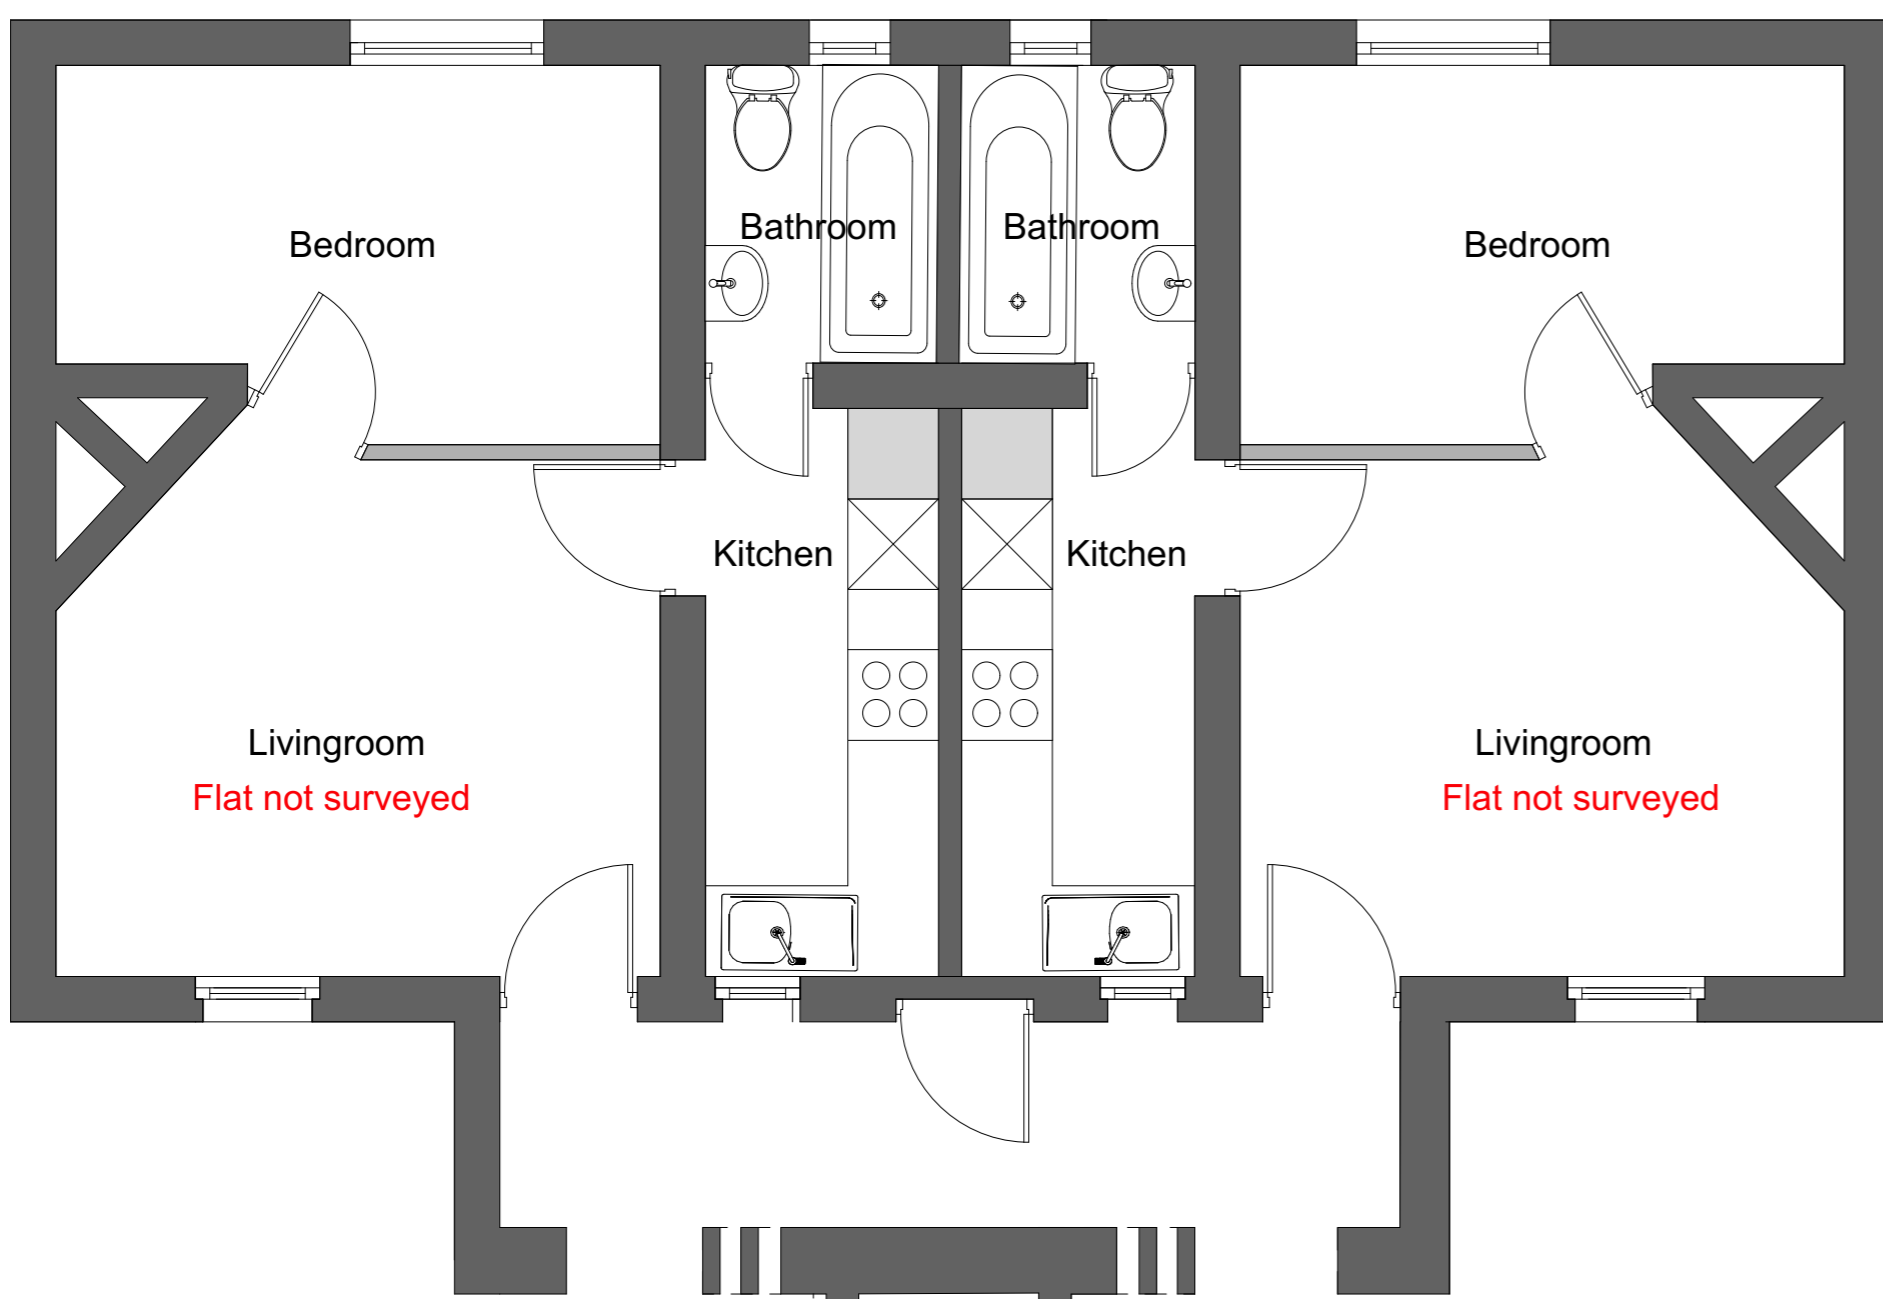 Bathroom
Bathroom
Bedroom
Bedroom
Kitchen
Kitchen
Livingroom
Flat not surveyed
Livingroom
Flat not surveyed